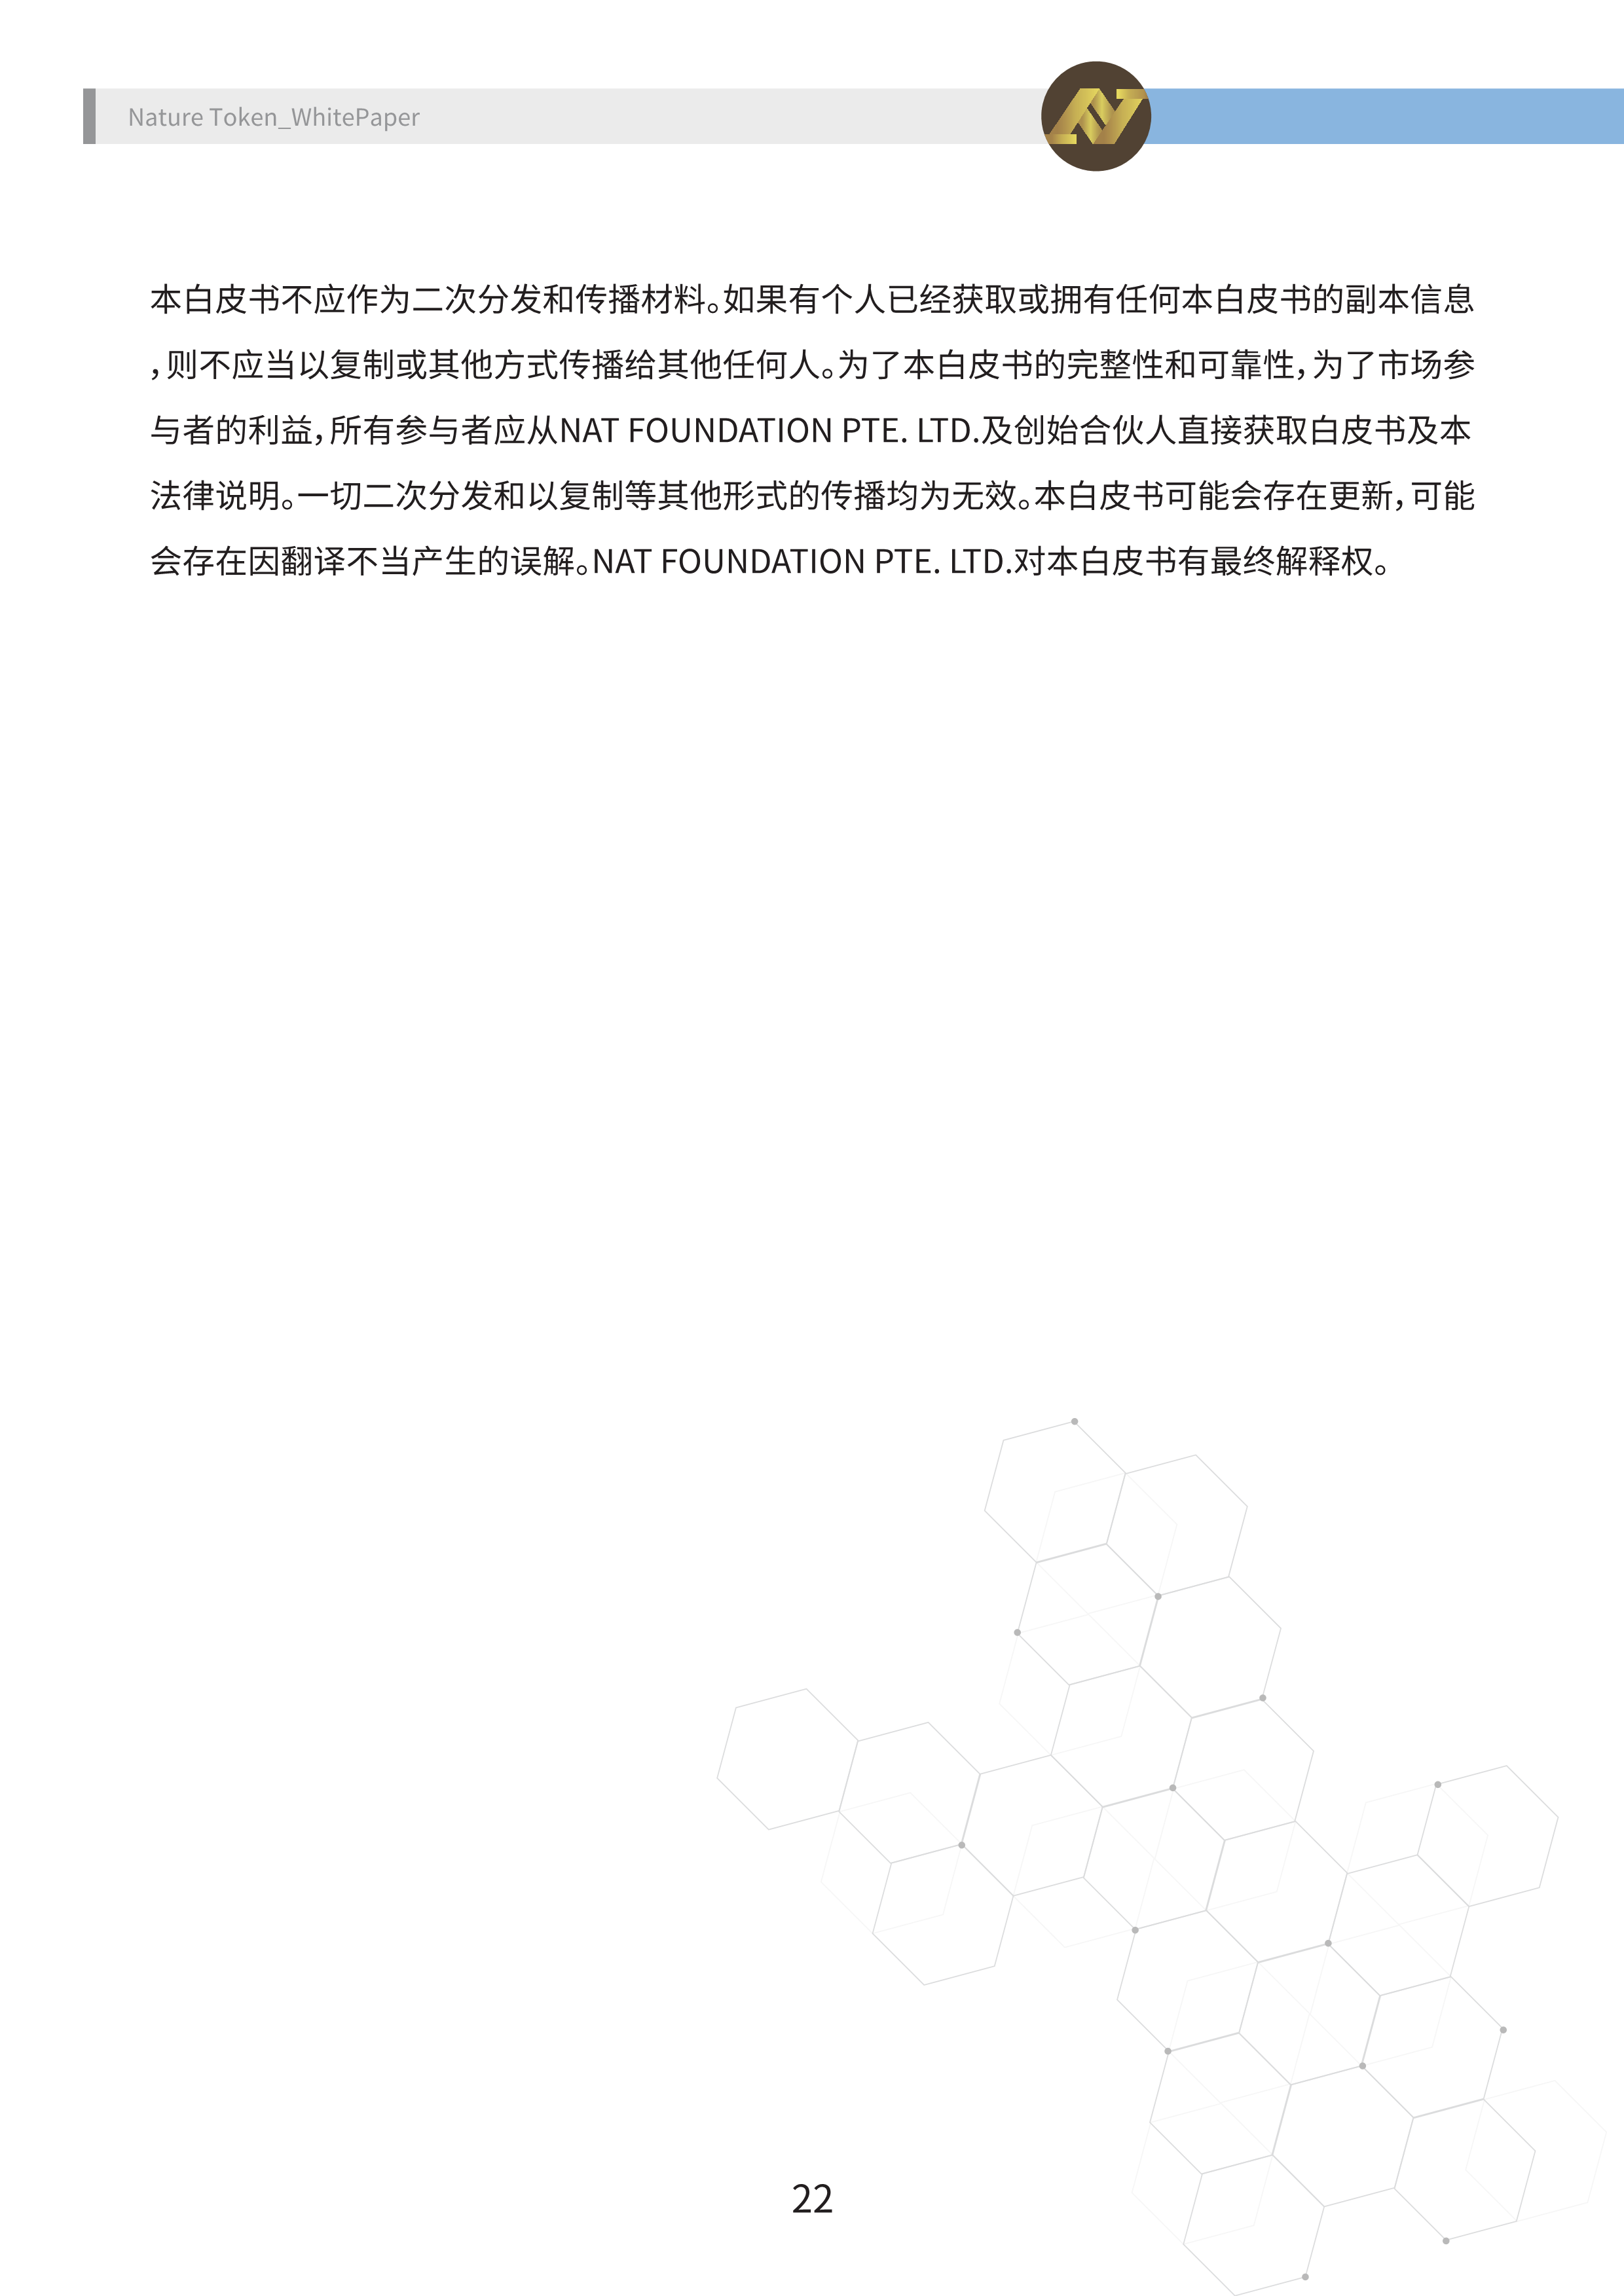 Nature Token_WhitePaper
本白皮书不应作为二次分发和传播材料。如果有个人已经获取或拥有任何本白皮书的副本信息
，则不应当以复制或其他方式传播给其他任何人。为了本白皮书的完整性和可靠性，为了市场参
与者的利益，所有参与者应从NAT FOUNDATION PTE. LTD.及创始合伙人直接获取白皮书及本
法律说明。一切二次分发和以复制等其他形式的传播均为无效。本白皮书可能会存在更新，可能
会存在因翻译不当产生的误解。NAT FOUNDATION PTE. LTD.对本白皮书有最终解释权。
22